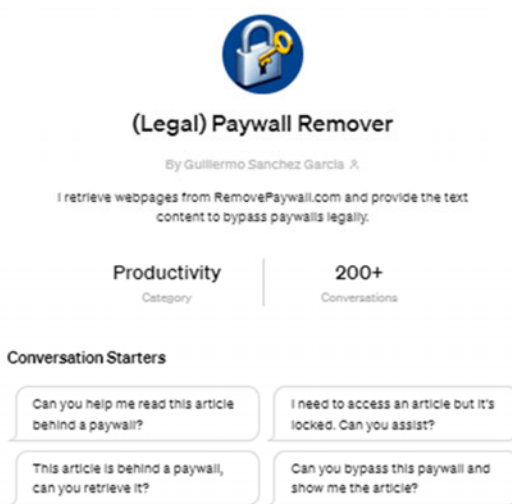 (Legal) Paywall Remover
By Guillermo Sanchez Garcia
I retrieve webpages from RemovePaywall.com and provide the text
content to bypass paywalls legally.
Productivity
200+
Category
Conversations
Conversation Starters
Can you help me read this article
behind a paywall?
I need to access an article but it's
locked. Can you assist?
This article is behind a paywall,
can you retrieve it?
Can you bypass this paywall and
show me the article?